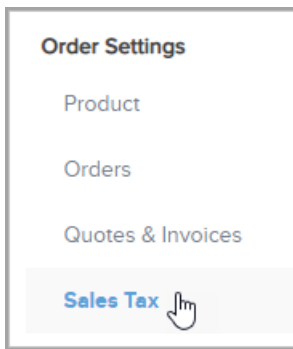 Order Settings
Product
Orders
Quotes & Invoices
Sales Tax